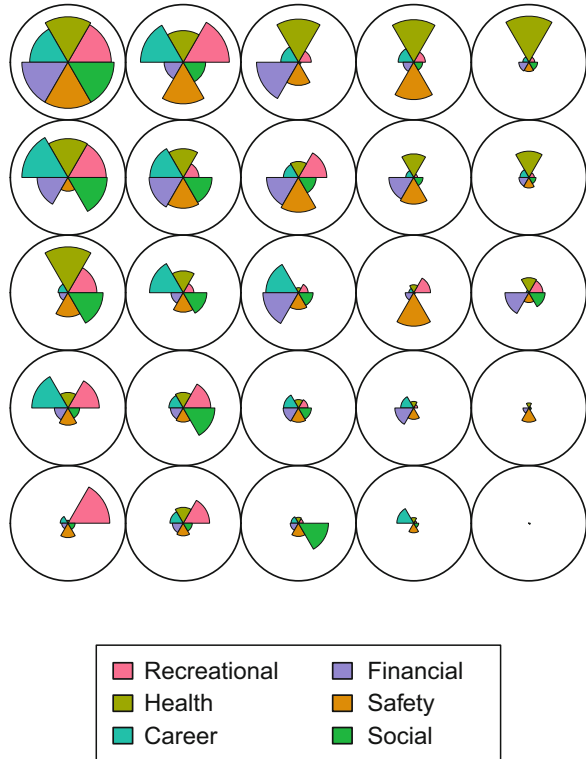 Recreational
Health
Career
Financial
Safety
Social